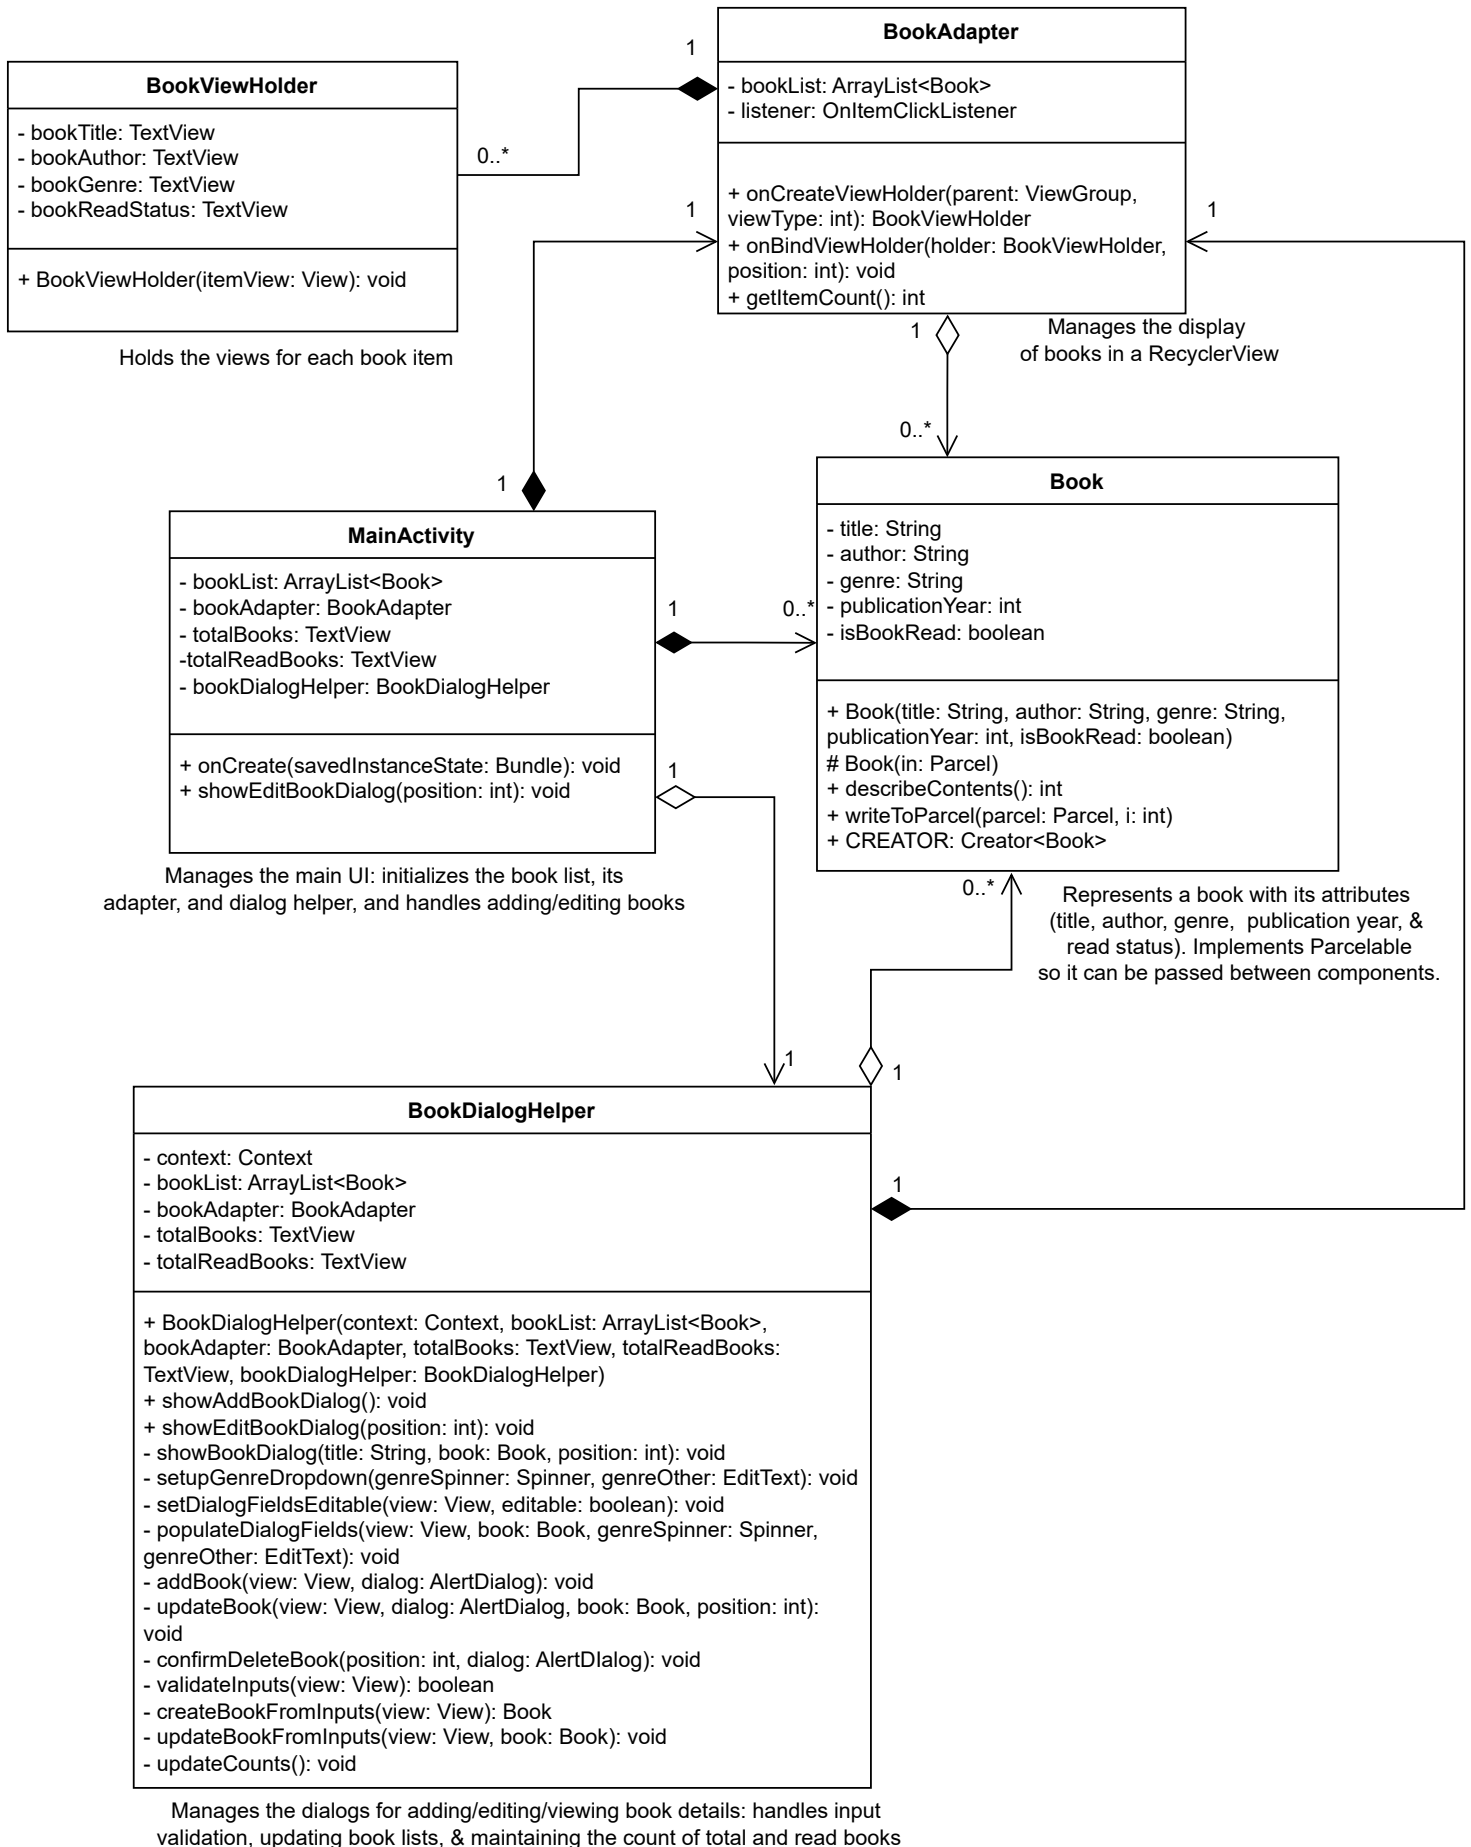 BookAdapter
- bookList: ArrayList<Book>
- listener: OnItemClickListener
+ onCreateViewHolder(parent: ViewGroup,
viewType: int): BookViewHolder
+ onBindViewHolder(holder: BookViewHolder,
position: int): void
+ getItemCount(): int
Manages the display
of books in a RecyclerView
1
0..*
1
1
BookViewHolder
- bookTitle: TextView
- bookAuthor: TextView
- bookGenre: TextView
- bookReadStatus: TextView
+ BookViewHolder(itemView: View): void
Holds the views for each book item
1
0..*
1
MainActivity
- bookList: ArrayList<Book>
- bookAdapter: BookAdapter
- totalBooks: TextView
-totalReadBooks: TextView
- bookDialogHelper: BookDialogHelper
+ onCreate(savedInstanceState: Bundle): void
+ showEditBookDialog(position: int): void
Manages the main UI: initializes the book list, its
adapter, and dialog helper, and handles adding/editing books
1
0..*
1
Book
- title: String
- author: String
- genre: String
- publicationYear: int
- isBookRead: boolean
+ Book(title: String, author: String, genre: String,
publicationYear: int, isBookRead: boolean)
# Book(in: Parcel)
+ describeContents(): int
+ writeToParcel(parcel: Parcel, i: int)
+ CREATOR: Creator<Book>
0..*
Represents a book with its attributes
(title, author, genre,  publication year, &
read status). Implements Parcelable
so it can be passed between components.
1
1
BookDialogHelper
- context: Context
- bookList: ArrayList<Book>
- bookAdapter: BookAdapter
- totalBooks: TextView
- totalReadBooks: TextView
1
+ BookDialogHelper(context: Context, bookList: ArrayList<Book>,
bookAdapter: BookAdapter, totalBooks: TextView, totalReadBooks:
TextView, bookDialogHelper: BookDialogHelper)
+ showAddBookDialog(): void
+ showEditBookDialog(position: int): void
- showBookDialog(title: String, book: Book, position: int): void
- setupGenreDropdown(genreSpinner: Spinner, genreOther: EditText): void
- setDialogFieldsEditable(view: View, editable: boolean): void
- populateDialogFields(view: View, book: Book, genreSpinner: Spinner,
genreOther: EditText): void
- addBook(view: View, dialog: AlertDialog): void
- updateBook(view: View, dialog: AlertDialog, book: Book, position: int):
void
- confirmDeleteBook(position: int, dialog: AlertDIalog): void
- validateInputs(view: View): boolean
- createBookFromInputs(view: View): Book
- updateBookFromInputs(view: View, book: Book): void
- updateCounts(): void
Manages the dialogs for adding/editing/viewing book details: handles input
validation, updating book lists, & maintaining the count of total and read books